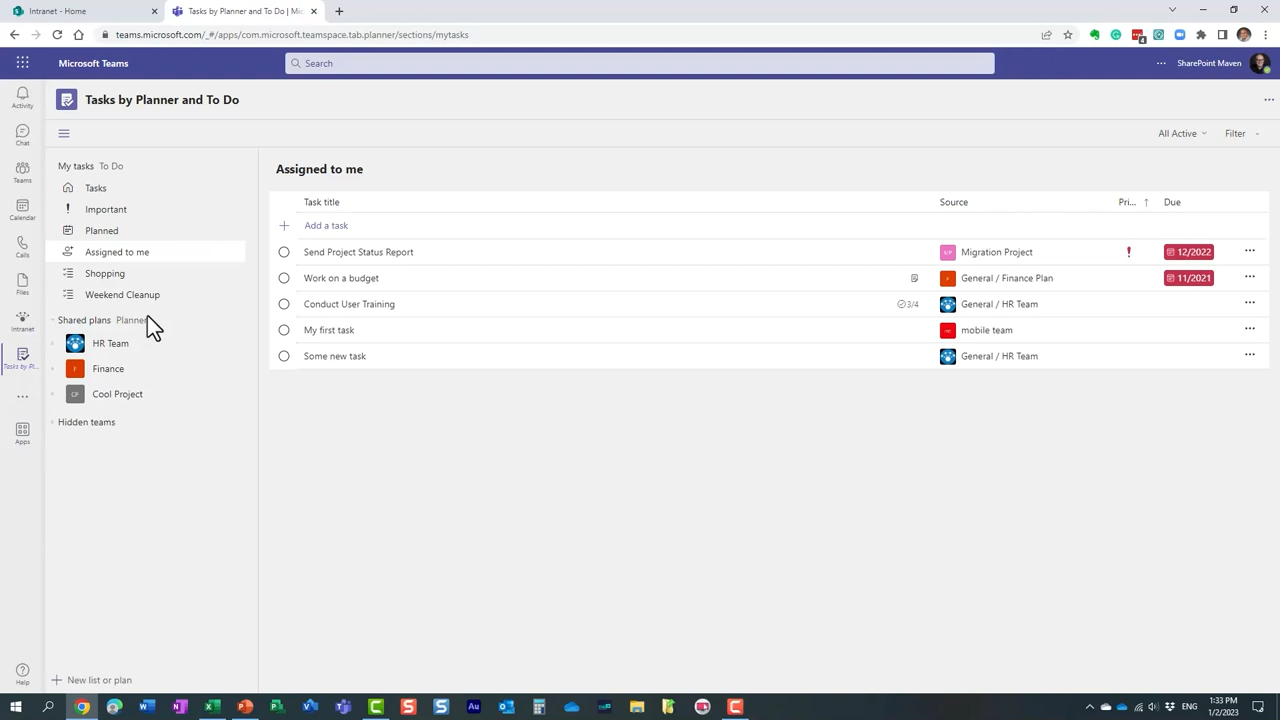 Intranet - Home
Tasks by Planner and To Do | Mic
teams.microsoft.com/_#/apps/com.microsoft.teamspace.tab.planner/sections/mytasks
Microsoft Teams
Search
SharePoint Maven
Activity
Chat
Teams
Calendar
Calls
Files
Intranet
Tasks by Pl...
Apps
Help
Tasks by Planner and To Do
All Active
Filter
My tasks To Do
Tasks
Important
Planned
Assigned to me
Shopping
Weekend Cleanup
Shared plans Planner
HR Team
Finance
Cool Project
Hidden teams
New list or plan
Assigned to me
Task title Source Pri... Due
Add a task
Send Project Status Report Migration Project 12/2022
Work on a budget General / Finance Plan 11/2021
Conduct User Training 3/4 General / HR Team
My first task mobile team
Some new task General / HR Team
ENG
1:33 PM
1/2/2023